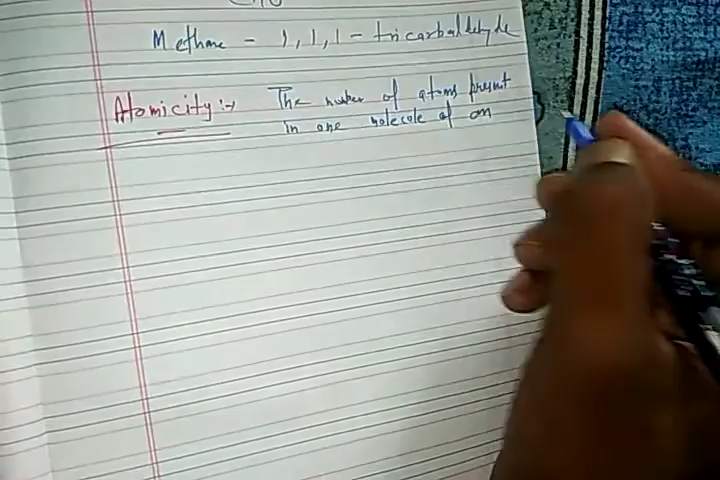 Methane - 1,1,1 - tricarbaldehyde
Atomicity :- The number of atoms present
in one molecule of an